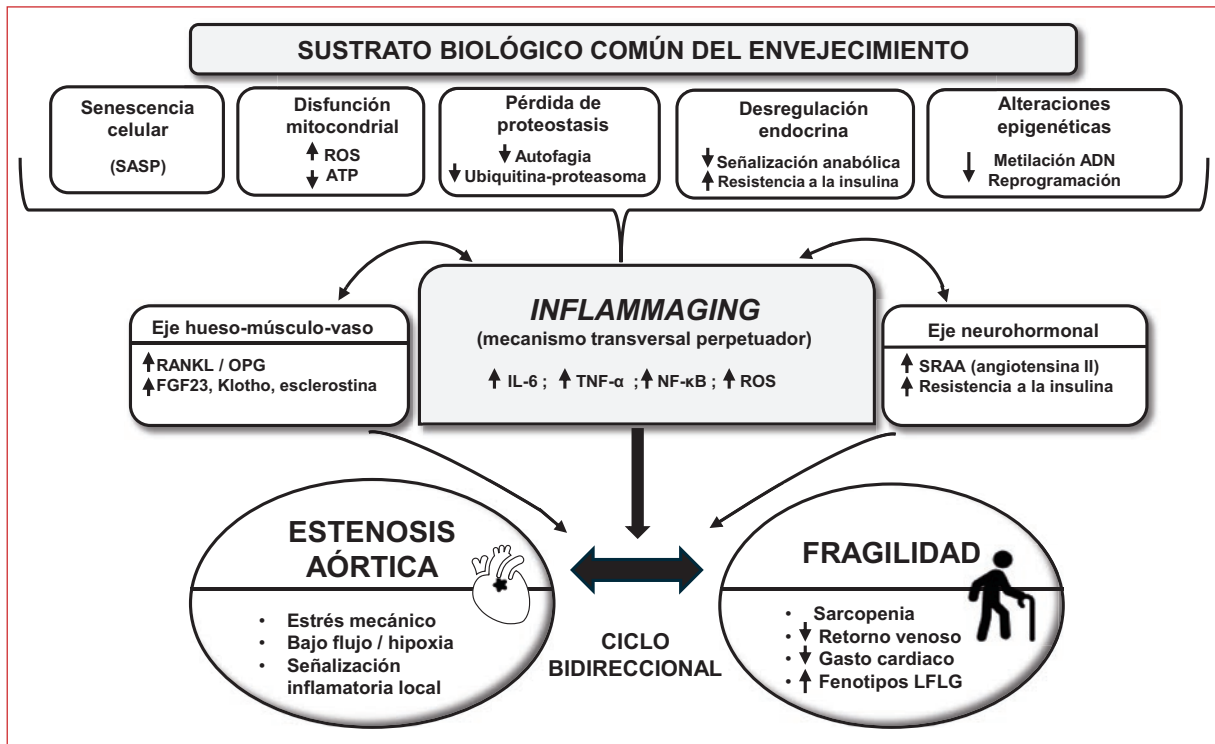 SUSTRATO BIOLÓGICO COMÚN DEL ENVEJECIMIENTO
Senescencia
celular
(SASP)
Disfunción
mitocondrial
↑ ROS
↓ ATP
Pérdida de
proteostasis
↓ Autofagia
↓ Ubiquitina-proteasoma
Desregulación
endocrina
↓ Señalización anabólica
↑ Resistencia a la insulina
Alteraciones
epigenéticas
↓ Metilación ADN
Reprogramación
Eje hueso-músculo-vaso
↑ RANKL / OPG
↑ FGF23, Klotho, esclerostina
INFLAMMAGING
(mecanismo transversal perpetuador)
↑ IL-6 ; ↑ TNF-α ; ↑ NF-κB ; ↑ ROS
Eje neurohormonal
↑ SRAA (angiotensina II)
↑ Resistencia a la insulina
ESTENOSIS
AÓRTICA
• Estrés mecánico
• Bajo flujo / hipoxia
• Señalización
inflamatoria local
CICLO
BIDIRECCIONAL
FRAGILIDAD
• Sarcopenia
• ↓ Retorno venoso
• ↓ Gasto cardiaco
• ↑ Fenotipos LFLG